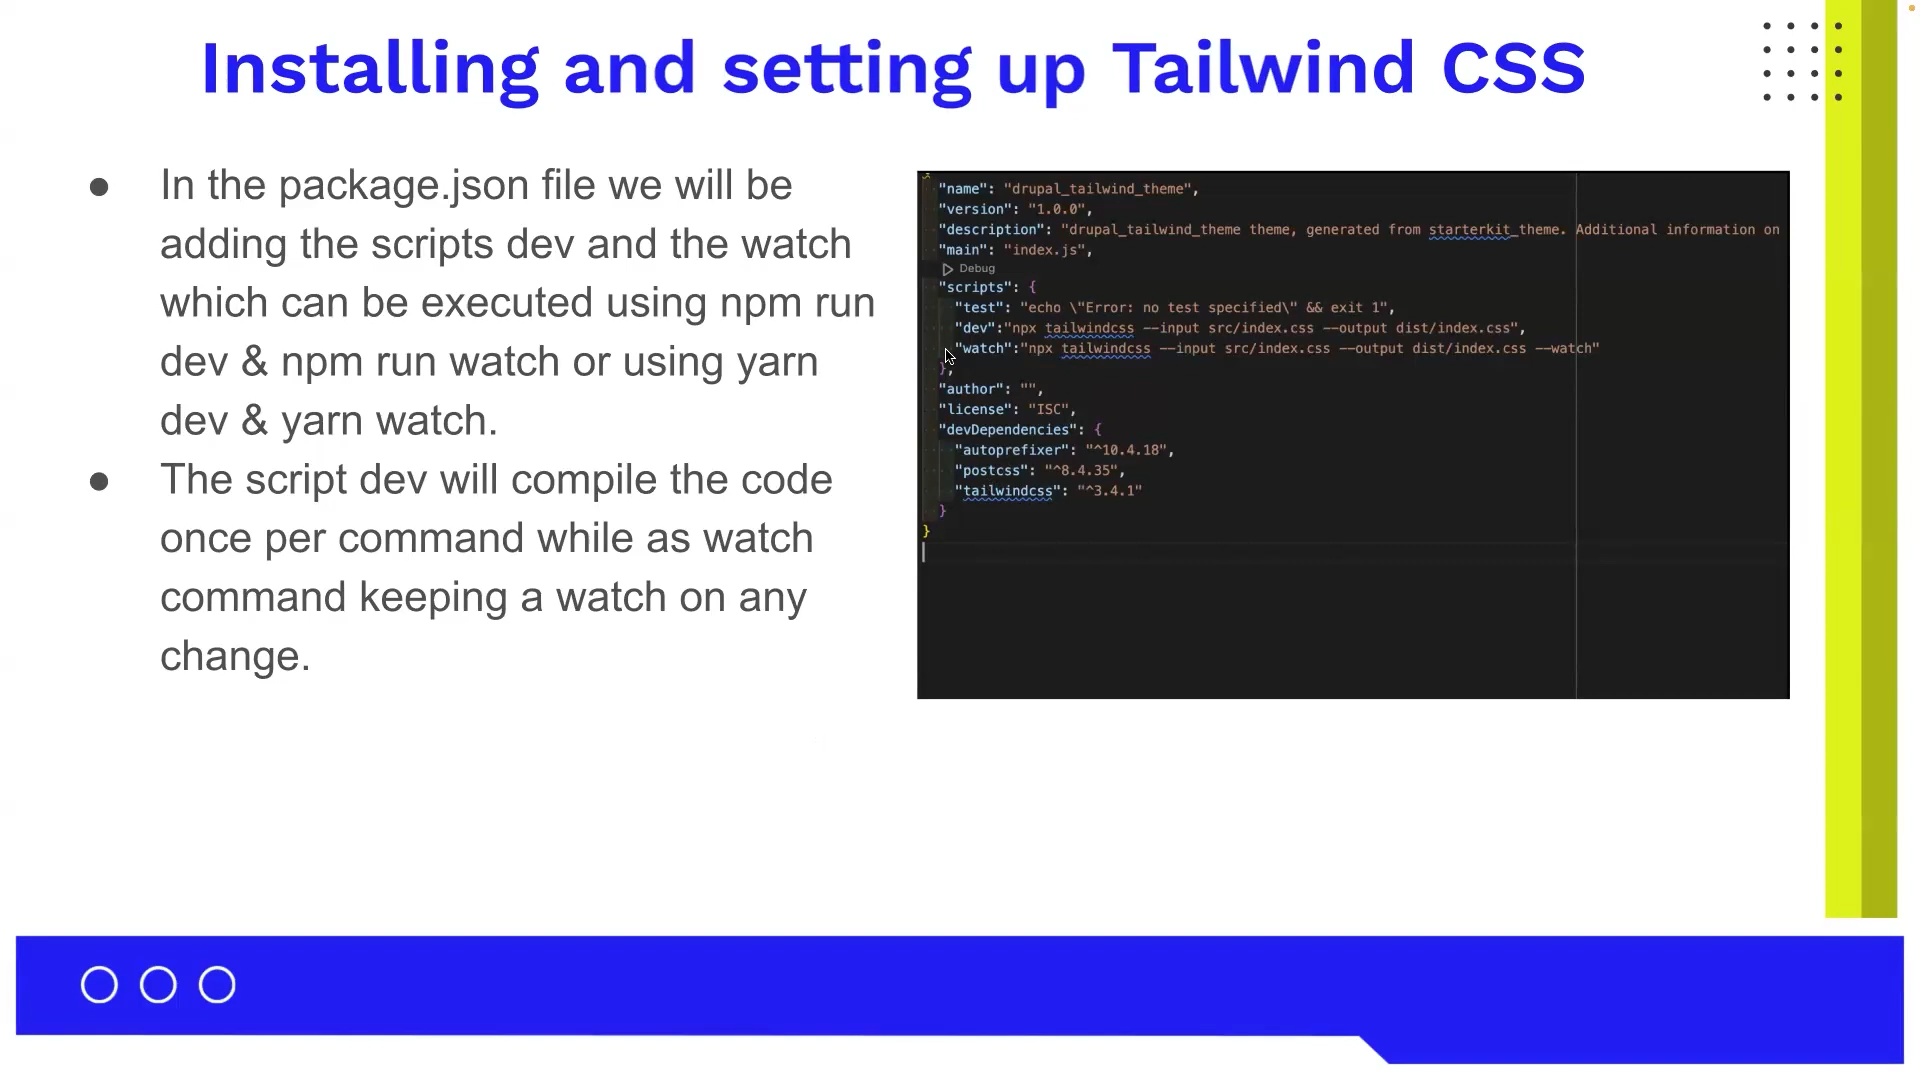 Installing and setting up Tailwind CSS
● In the package.json file we will be
adding the scripts dev and the watch
which can be executed using npm run
dev & npm run watch or using yarn
dev & yarn watch.
● The script dev will compile the code
once per command while as watch
command keeping a watch on any
change.
"name": "drupal_tailwind_theme",
"version": "1.0.0",
"description": "drupal_tailwind_theme theme, generated from starterkit_theme. Additional information on
"main": "index.js",
Debug
"scripts": {
"test": "echo \"Error: no test specified\" && exit 1",
"dev":"npx tailwindcss --input src/index.css --output dist/index.css",
"watch":"npx tailwindcss --input src/index.css --output dist/index.css --watch"
},
"author": "",
"license": "ISC",
"devDependencies": {
"autoprefixer": "^10.4.18",
"postcss": "^8.4.35",
"tailwindcss": "^3.4.1"
}
}